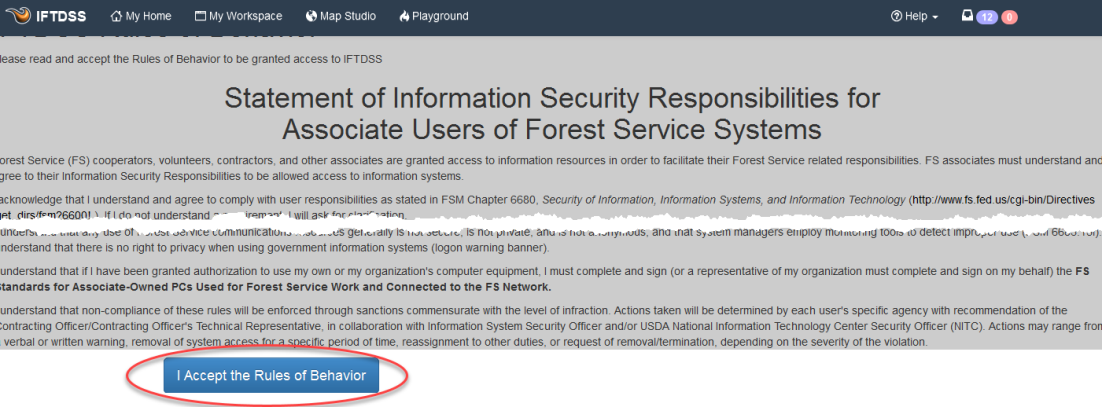 IFTDSS My Home My Workspace Map Studio Playground Help 12 0
lease read and accept the Rules of Behavior to be granted access to IFTDSS
Statement of Information Security Responsibilities for
Associate Users of Forest Service Systems
orest Service (FS) cooperators, volunteers, contractors, and other associates are granted access to information resources in order to facilitate their Forest Service related responsibilities. FS associates must understand and
gree to their Information Security Responsibilities to be allowed access to information systems.
acknowledge that I understand and agree to comply with user responsibilities as stated in FSM Chapter 6680, Security of Information, Information Systems, and Information Technology (http://www.fs.fed.us/cgi-bin/Directives
get_dirs/fsm?6600!.). If I do not understand I will ask for
use of communications generally is not secure, is not private, and is not anonymous, and that system managers employ monitoring tools to detect improper use
understand that there is no right to privacy when using government information systems (logon warning banner).
understand that if I have been granted authorization to use my own or my organization's computer equipment, I must complete and sign (or a representative of my organization must complete and sign on my behalf) the FS
Standards for Associate-Owned PCs Used for Forest Service Work and Connected to the FS Network.
understand that non-compliance of these rules will be enforced through sanctions commensurate with the level of infraction. Actions taken will be determined by each user's specific agency with recommendation of the
Contracting Officer/Contracting Officer's Technical Representative, in collaboration with Information System Security Officer and/or USDA National Information Technology Center Security Officer (NITC). Actions may range from
verbal or written warning, removal of system access for a specific period of time, reassignment to other duties, or request of removal/termination, depending on the severity of the violation.
I Accept the Rules of Behavior